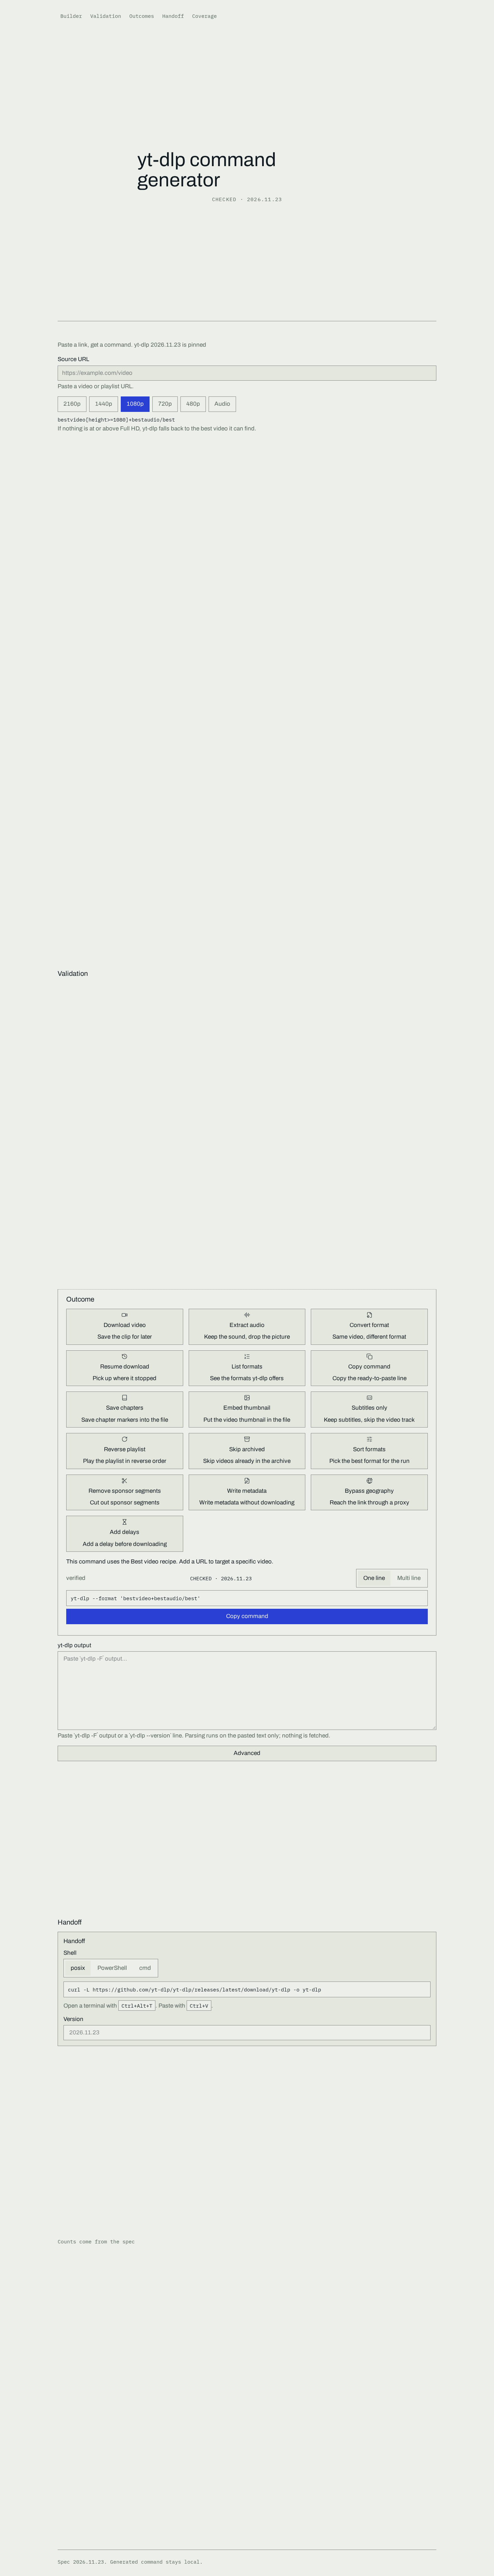 Builder Validation Outcomes Handoff Coverage
yt-dlp command
generator
CHECKED · 2026.11.23
Paste a link, get a command. yt-dlp 2026.11.23 is pinned
Source URL
https://example.com/video
Paste a video or playlist URL.
2160p 1440p 1080p 720p 480p Audio
bestvideo[height>=1080]+bestaudio/best
If nothing is at or above Full HD, yt-dlp falls back to the best video it can find.
Validation
Outcome
Download video Extract audio Convert format
Save the clip for later Keep the sound, drop the picture Same video, different format
Resume download List formats Copy command
Pick up where it stopped See the formats yt-dlp offers Copy the ready-to-paste line
Save chapters Embed thumbnail Subtitles only
Save chapter markers into the file Put the video thumbnail in the file Keep subtitles, skip the video track
Reverse playlist Skip archived Sort formats
Play the playlist in reverse order Skip videos already in the archive Pick the best format for the run
Remove sponsor segments Write metadata Bypass geography
Cut out sponsor segments Write metadata without downloading Reach the link through a proxy
Add delays
Add a delay before downloading
This command uses the Best video recipe. Add a URL to target a specific video.
verified CHECKED · 2026.11.23 One line Multi line
yt-dlp --format 'bestvideo+bestaudio/best'
Copy command
yt-dlp output
Paste `yt-dlp -F` output...
Paste `yt-dlp -F` output or a `yt-dlp --version` line. Parsing runs on the pasted text only; nothing is fetched.
Advanced
Handoff
Handoff
Shell
posix PowerShell cmd
curl -L https://github.com/yt-dlp/yt-dlp/releases/latest/download/yt-dlp -o yt-dlp
Open a terminal with Ctrl+Alt+T Paste with Ctrl+V
Version
2026.11.23
Counts come from the spec
Spec 2026.11.23. Generated command stays local.